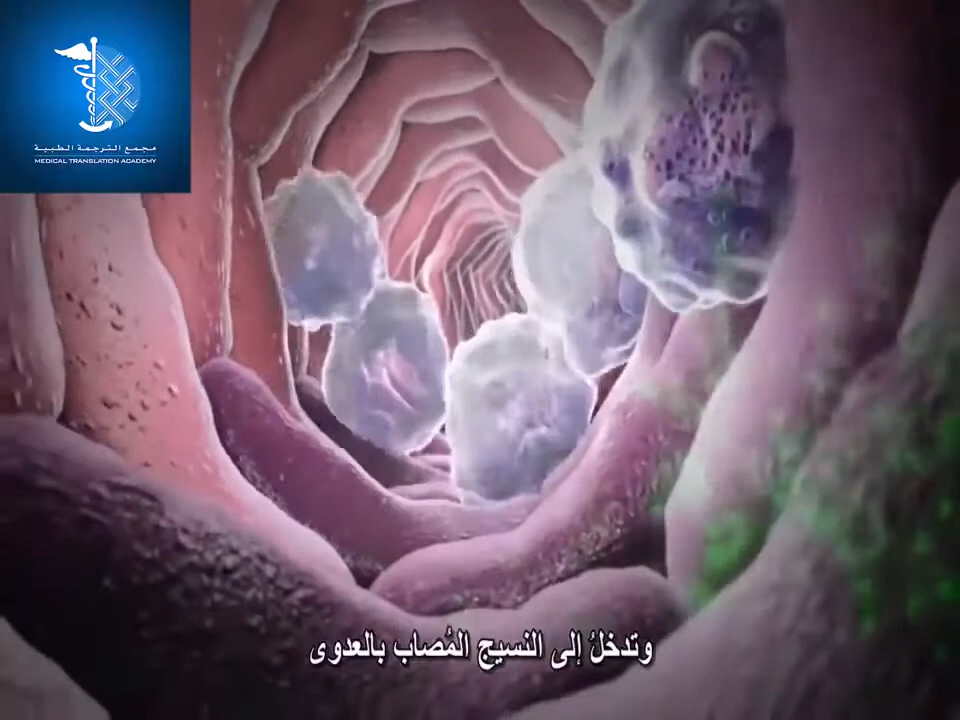 مجمع الترجمة الطبية
MEDICAL TRANSLATION ACADEMY
وتدخلُ إلى النسيج المُصاب بالعدوى